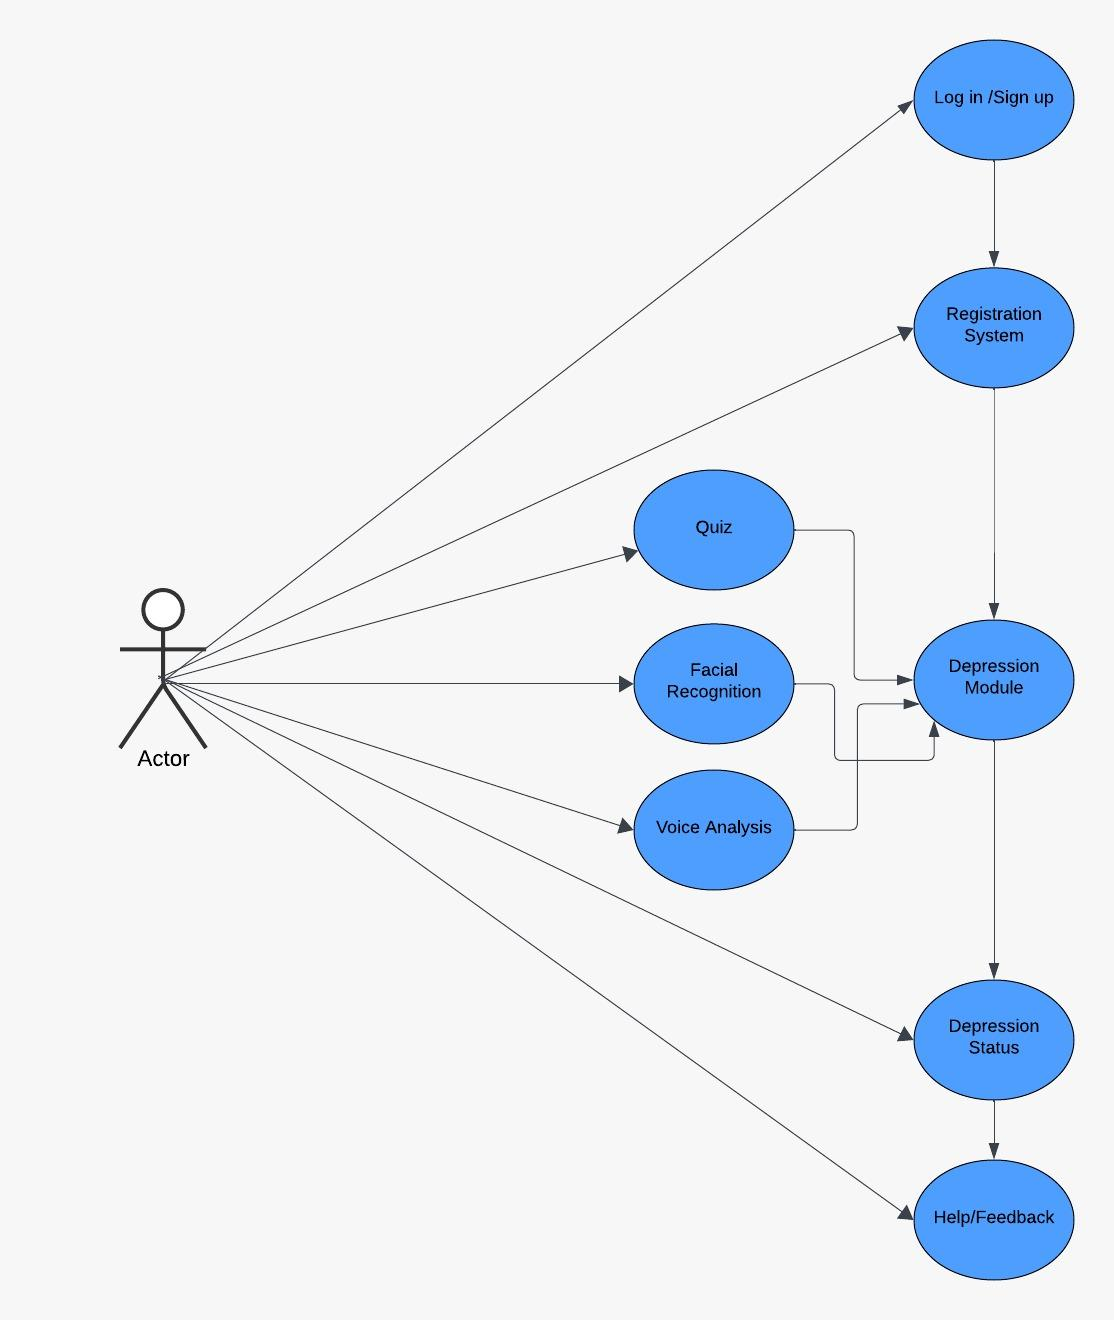 Log in /Sign up
Registration
System
Quiz
Facial
Recognition
Depression
Module
Actor
Voice Analysis
Depression
Status
Help/Feedback